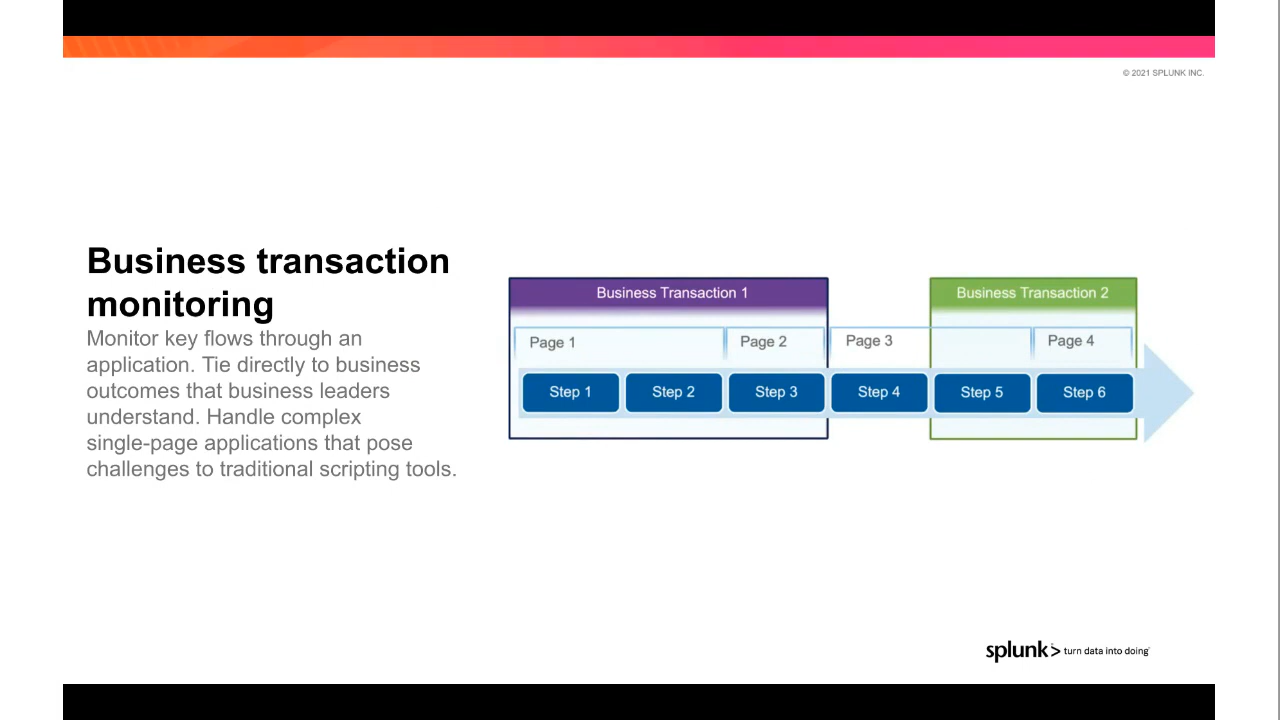 © 2021 SPLUNK INC.
Business transaction
monitoring
Monitor key flows through an
application. Tie directly to business
outcomes that business leaders
understand. Handle complex
single-page applications that pose
challenges to traditional scripting tools.
Business Transaction 1
Business Transaction 2
Page 1
Page 2
Page 3
Page 4
Step 1
Step 2
Step 3
Step 4
Step 5
Step 6
splunk> turn data into doing